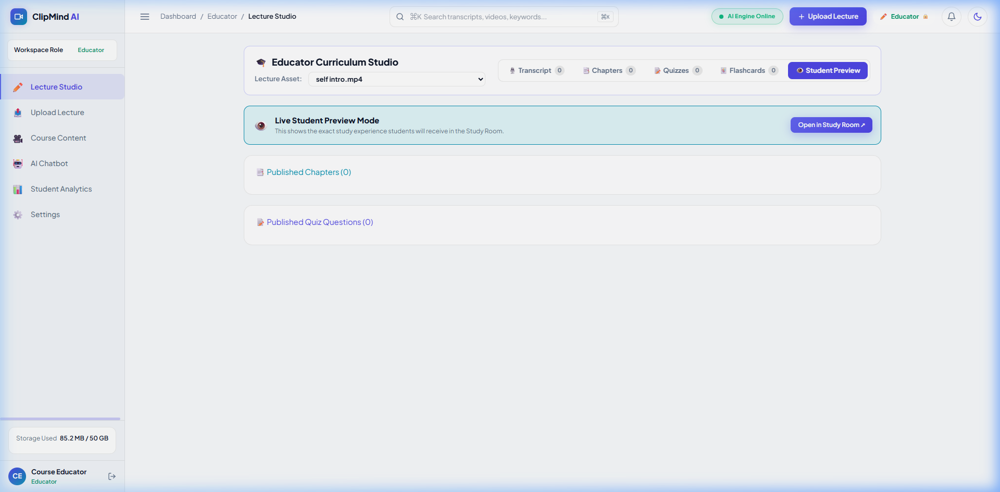 ClipMind AI
Dashboard / Educator / Lecture Studio
⌘K Search transcripts, videos, keywords...
⌘K
AI Engine Online
+ Upload Lecture
Educator
Workspace Role Educator
Lecture Studio
Upload Lecture
Course Content
AI Chatbot
Student Analytics
Settings
Storage Used 85.2 MB / 50 GB
CE
Course Educator
Educator
Educator Curriculum Studio
Lecture Asset: self intro.mp4
Transcript 0
Chapters 0
Quizzes 0
Flashcards 0
Student Preview
Live Student Preview Mode
This shows the exact study experience students will receive in the Study Room.
Open in Study Room ↗
Published Chapters (0)
Published Quiz Questions (0)